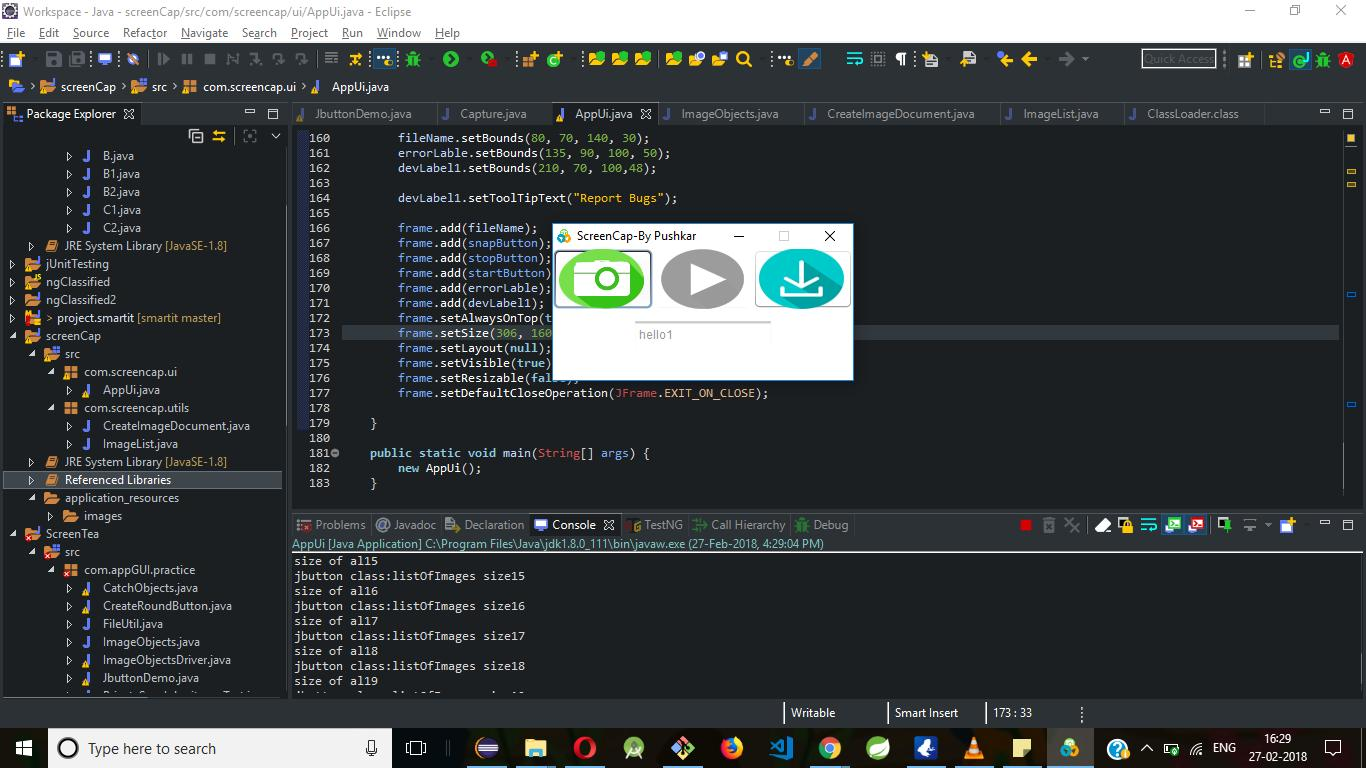 Workspace - Java - screenCap/src/com/screencap/ui/AppUi.java - Eclipse
File Edit Source Refactor Navigate Search Project Run Window Help
Quick Access
screenCap src com.screencap.ui AppUi.java
Package Explorer
JbuttonDemo.java Capture.java AppUi.java ImageObjects.java CreateImageDocument.java ImageList.java ClassLoader.class
B.java
B1.java
B2.java
C1.java
C2.java
JRE System Library [JavaSE-1.8]
jUnitTesting
ngClassified
ngClassified2
> project.smartit [smartit master]
screenCap
src
com.screencap.ui
AppUi.java
com.screencap.utils
CreateImageDocument.java
ImageList.java
JRE System Library [JavaSE-1.8]
Referenced Libraries
application_resources
images
ScreenTea
src
com.appGUI.practice
CatchObjects.java
CreateRoundButton.java
FileUtil.java
ImageObjects.java
ImageObjectsDriver.java
JbuttonDemo.java
160 fileName.setBounds(80, 70, 140, 30);
161 errorLable.setBounds(135, 90, 100, 50);
162 devLabel1.setBounds(210, 70, 100,48);
163
164 devLabel1.setToolTipText("Report Bugs");
165
166 frame.add(fileName);
167 frame.add(snapButton);
168 frame.add(stopButton);
169 frame.add(startButton)
170 frame.add(errorLable);
171 frame.add(devLabel1);
172 frame.setAlwaysOnTop(t
173 frame.setSize(306, 160
174 frame.setLayout(null);
175 frame.setVisible(true)
176 frame.setResizable(false);
177 frame.setDefaultCloseOperation(JFrame.EXIT_ON_CLOSE);
178
179 }
180
181 public static void main(String[] args) {
182 new AppUi();
183 }
ScreenCap-By Pushkar
hello1
Problems Javadoc Declaration Console TestNG Call Hierarchy Debug
AppUi [Java Application] C:\Program Files\Java\jdk1.8.0_111\bin\javaw.exe (27-Feb-2018, 4:29:04 PM)
size of al15
jbutton class:listOfImages size15
size of al16
jbutton class:listOfImages size16
size of al17
jbutton class:listOfImages size17
size of al18
jbutton class:listOfImages size18
size of al19
Writable Smart Insert 173 : 33
Type here to search
ENG
16:29
27-02-2018